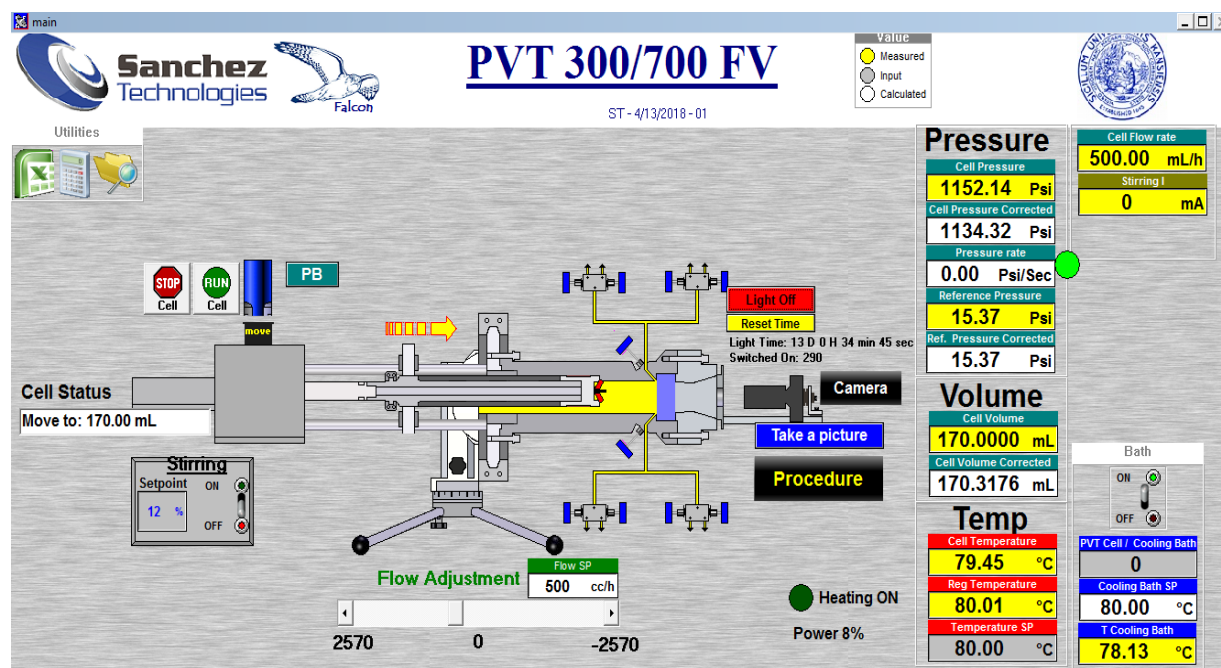 main
Sanchez
Technologies
Falcon
PVT 300/700 FV
ST - 4/13/2018 - 01
Value
Measured
Input
Calculated
Utilities
Pressure
Cell Pressure
1152.14 Psi
Cell Pressure Corrected
1134.32 Psi
Pressure rate
0.00 Psi/Sec
Reference Pressure
15.37 Psi
Ref. Pressure Corrected
15.37 Psi
Cell Flow rate
500.00 mL/h
Stirring I
0 mA
STOP
Cell
RUN
Cell
PB
move
Light Off
Reset Time
Light Time: 13 D 0 H 34 min 45 sec
Switched On: 290
Cell Status
Move to: 170.00 mL
Camera
Take a picture
Procedure
Volume
Cell Volume
170.0000 mL
Cell Volume Corrected
170.3176 mL
Stirring
Setpoint
12 %
ON
OFF
Flow Adjustment
Flow SP
500 cc/h
2570 0 -2570
Heating ON
Power 8%
Temp
Cell Temperature
79.45 °C
Reg Temperature
80.01 °C
Temperature SP
80.00 °C
Bath
ON
OFF
PVT Cell / Cooling Bath
0
Cooling Bath SP
80.00 °C
T Cooling Bath
78.13 °C